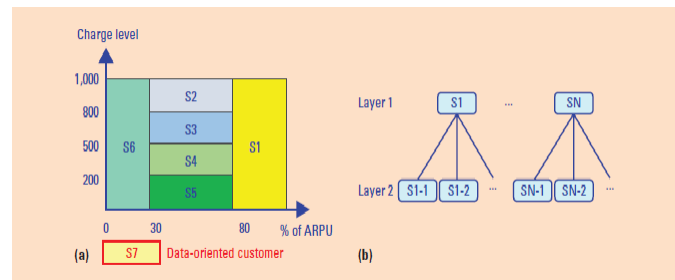 Charge level
1,000
800
500
200
S6
S2
S3
S4
S5
S1
0 30 80 % of ARPU
(a) S7 Data-oriented customer
Layer 1 S1 ... SN
Layer 2 S1-1 S1-2 ... SN-1 SN-2 ...
(b)